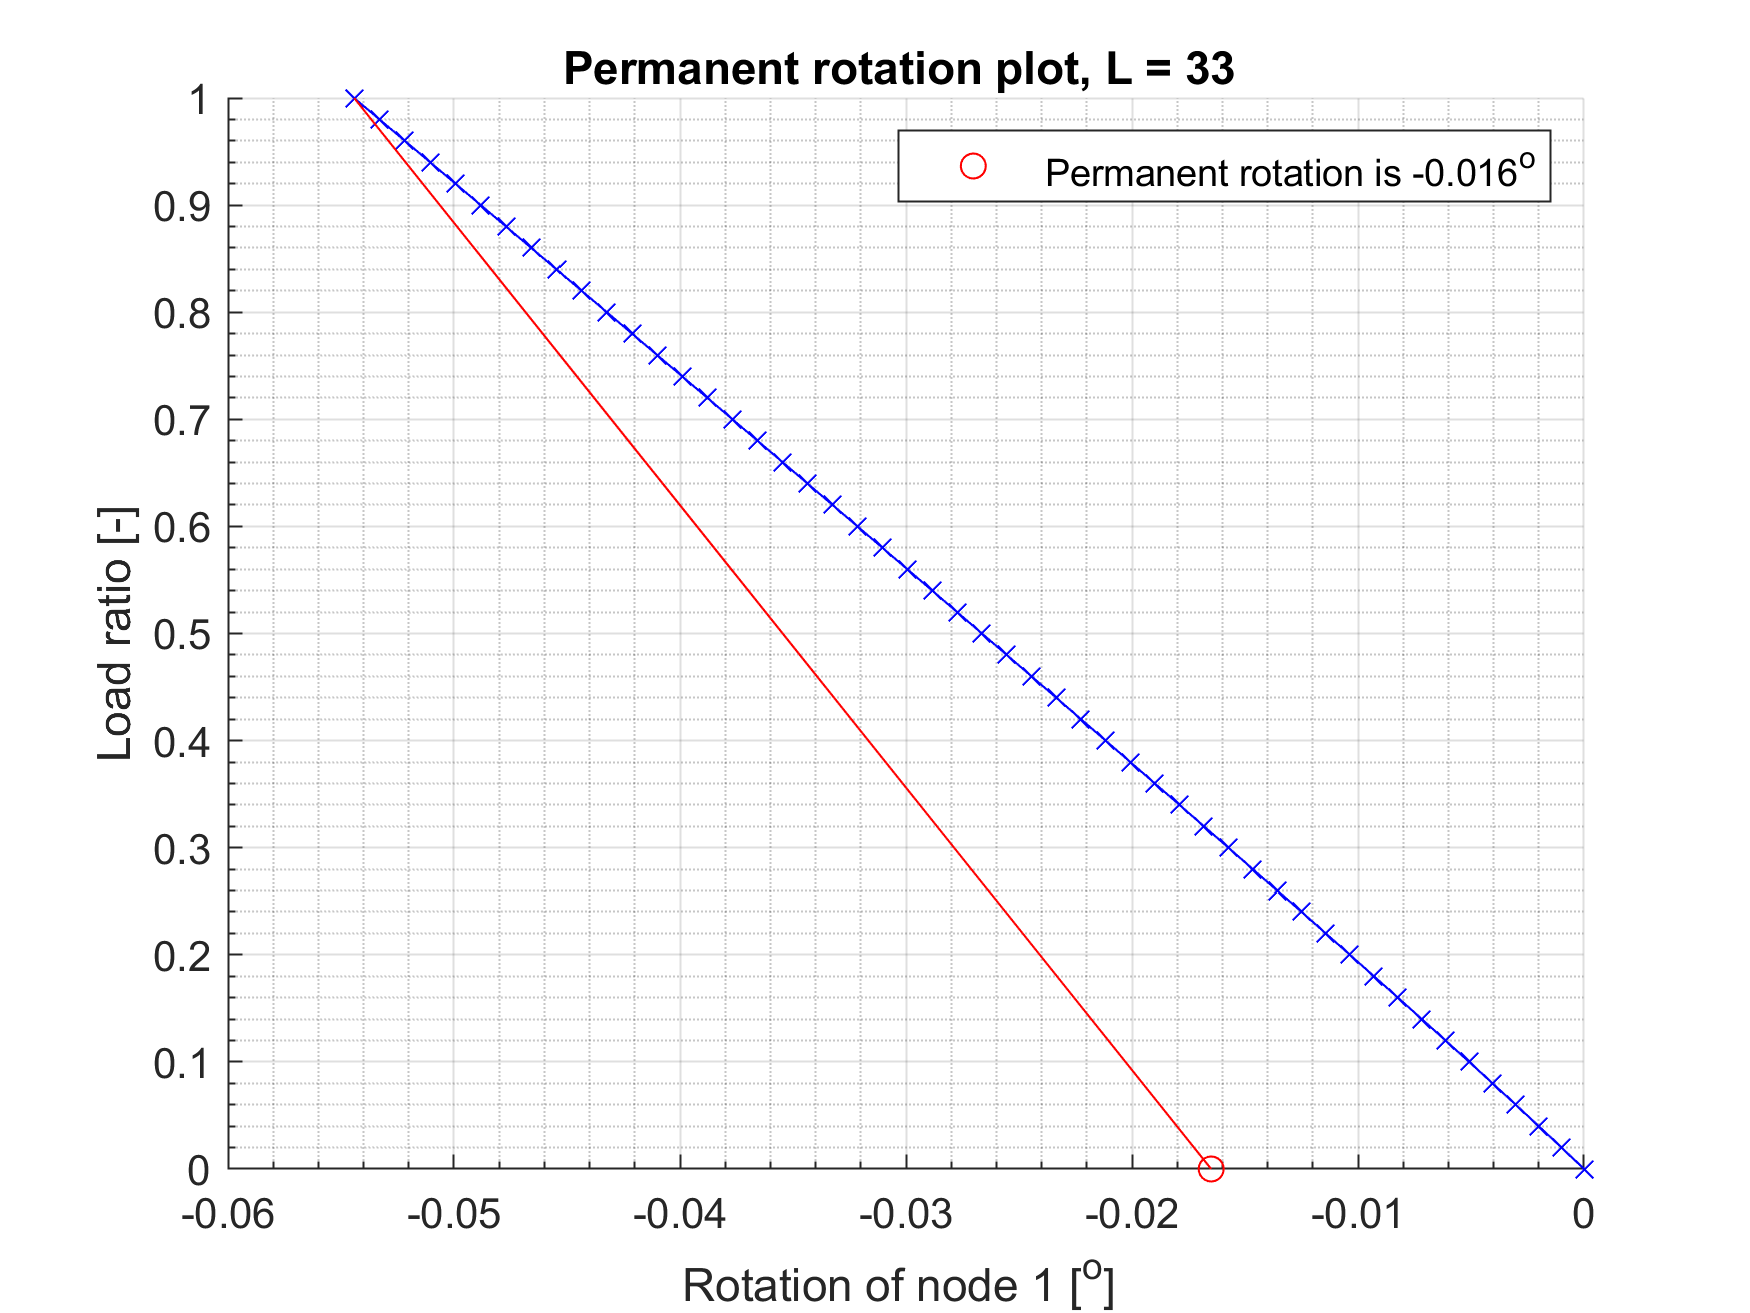 Permanent rotation plot, L = 33
Permanent rotation is -0.016º
1
0.9
0.8
0.7
0.6
0.5
0.4
0.3
0.2
0.1
0
Load ratio [-]
-0.06 -0.05 -0.04 -0.03 -0.02 -0.01 0
Rotation of node 1 [º]